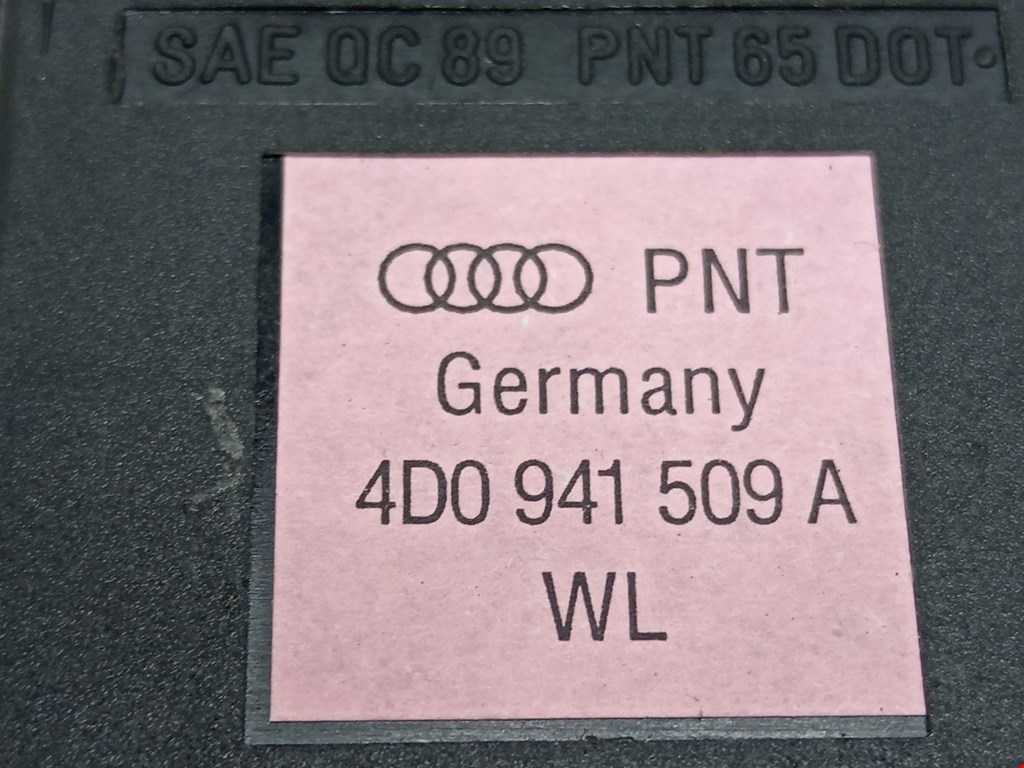 SAE QC 89 PNT 65 DOT
PNT
Germany
4D0 941 509 A
WL